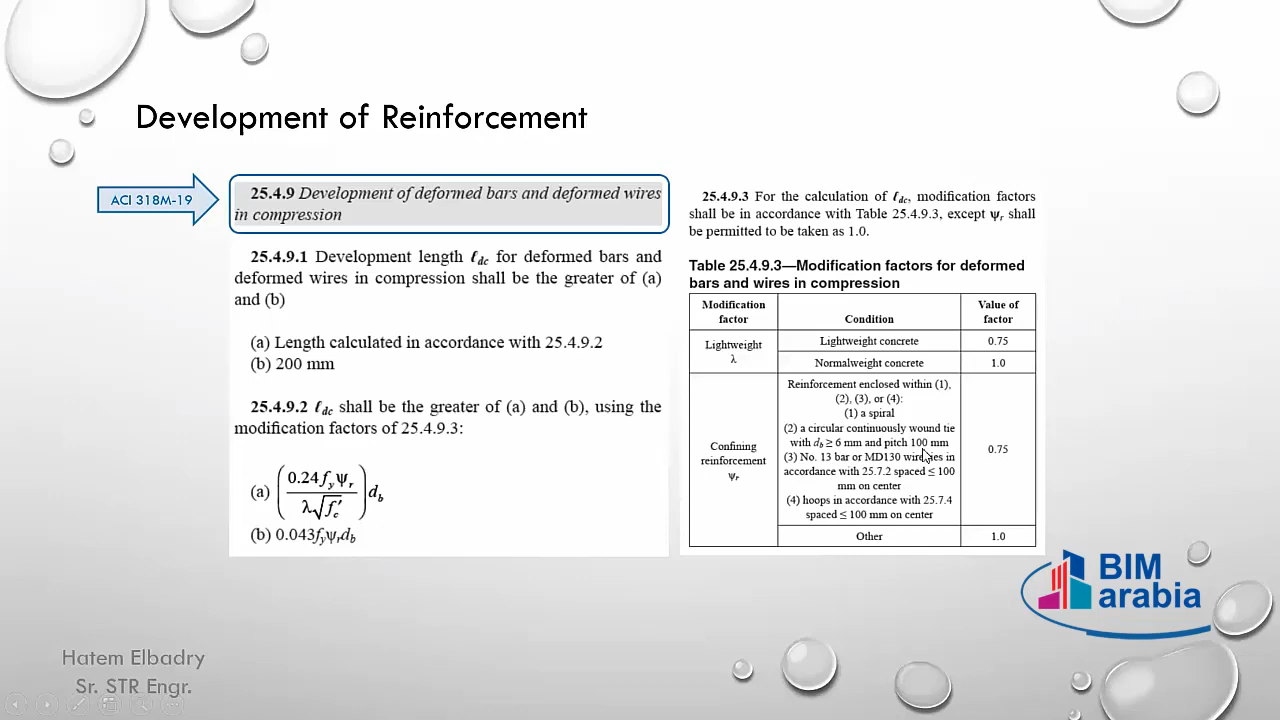 Development of Reinforcement
ACI 318M-19
25.4.9 Development of deformed bars and deformed wires
in compression
25.4.9.1 Development length ℓdc for deformed bars and
deformed wires in compression shall be the greater of (a)
and (b)
(a) Length calculated in accordance with 25.4.9.2
(b) 200 mm
25.4.9.2 ℓdc shall be the greater of (a) and (b), using the
modification factors of 25.4.9.3:
(a) (0.24fyψr / λ√f′c) db
(b) 0.043fyψrdb
25.4.9.3 For the calculation of ℓdc, modification factors
shall be in accordance with Table 25.4.9.3, except ψr shall
be permitted to be taken as 1.0.
Table 25.4.9.3—Modification factors for deformed
bars and wires in compression
Modification
factor
Condition
Value of
factor
Lightweight
λ
Lightweight concrete
0.75
Normalweight concrete
1.0
Confining
reinforcement
ψr
Reinforcement enclosed within (1),
(2), (3), or (4):
(1) a spiral
(2) a circular continuously wound tie
with db ≥ 6 mm and pitch 100 mm
(3) No. 13 bar or MD130 wire ties in
accordance with 25.7.2 spaced ≤ 100
mm on center
(4) hoops in accordance with 25.7.4
spaced ≤ 100 mm on center
0.75
Other
1.0
BIM
arabia
Hatem Elbadry
Sr. STR Engr.